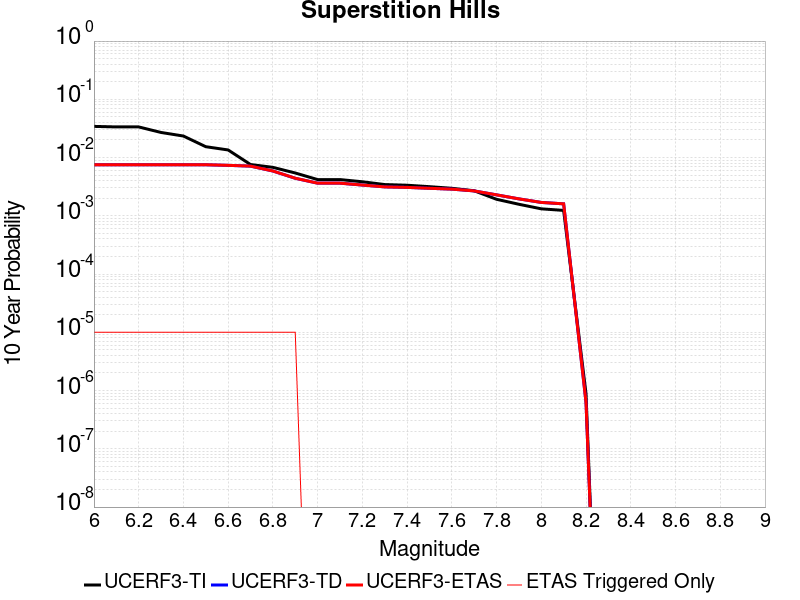 Superstition Hills
10 Year Probability
10^0
10^-1
10^-2
10^-3
10^-4
10^-5
10^-6
10^-7
10^-8
6 6.2 6.4 6.6 6.8 7 7.2 7.4 7.6 7.8 8 8.2 8.4 8.6 8.8 9
Magnitude
UCERF3-TI UCERF3-TD UCERF3-ETAS ETAS Triggered Only